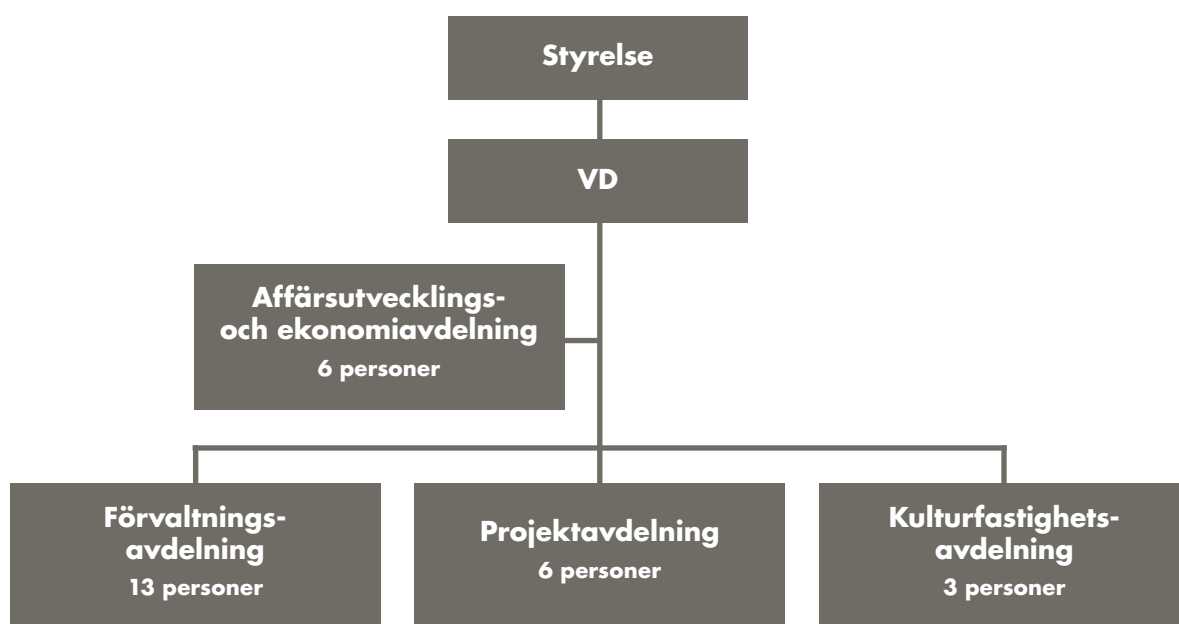 Styrelse
VD
Affärsutvecklings-
och ekonomiavdelning
6 personer
Förvaltnings-
avdelning
13 personer
Projektavdelning
6 personer
Kulturfastighets-
avdelning
3 personer